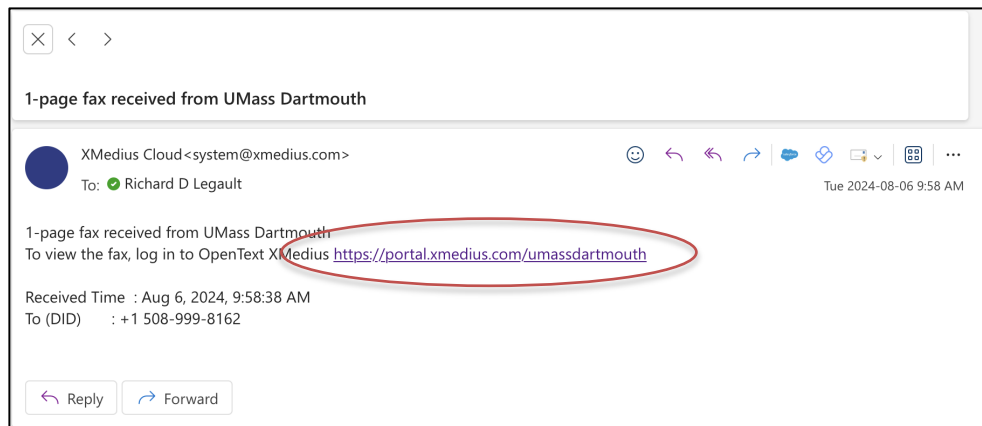 1-page fax received from UMass Dartmouth
XMedius Cloud<system@xmedius.com>
To: Richard D Legault
Tue 2024-08-06 9:58 AM
1-page fax received from UMass Dartmouth
To view the fax, log in to OpenText XMedius https://portal.xmedius.com/umassdartmouth
Received Time : Aug 6, 2024, 9:58:38 AM
To (DID) : +1 508-999-8162
Reply Forward